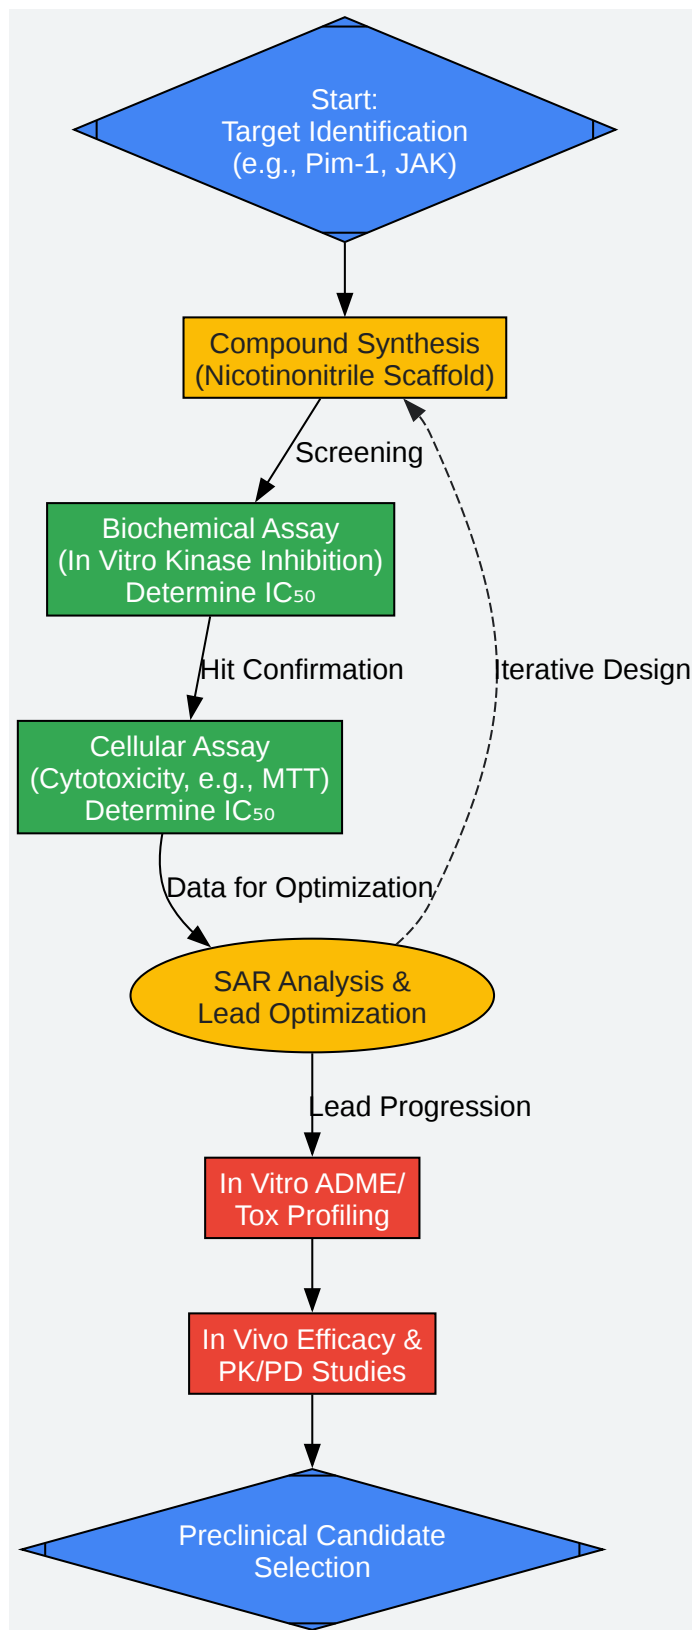 Start:
Target Identification
(e.g., Pim-1, JAK)
Compound Synthesis
(Nicotinonitrile Scaffold)
Screening
Biochemical Assay
(In Vitro Kinase Inhibition)
Determine IC₅₀
Hit Confirmation
Iterative Design
Cellular Assay
(Cytotoxicity, e.g., MTT)
Determine IC₅₀
Data for Optimization
SAR Analysis &
Lead Optimization
Lead Progression
In Vitro ADME/
Tox Profiling
In Vivo Efficacy &
PK/PD Studies
Preclinical Candidate
Selection